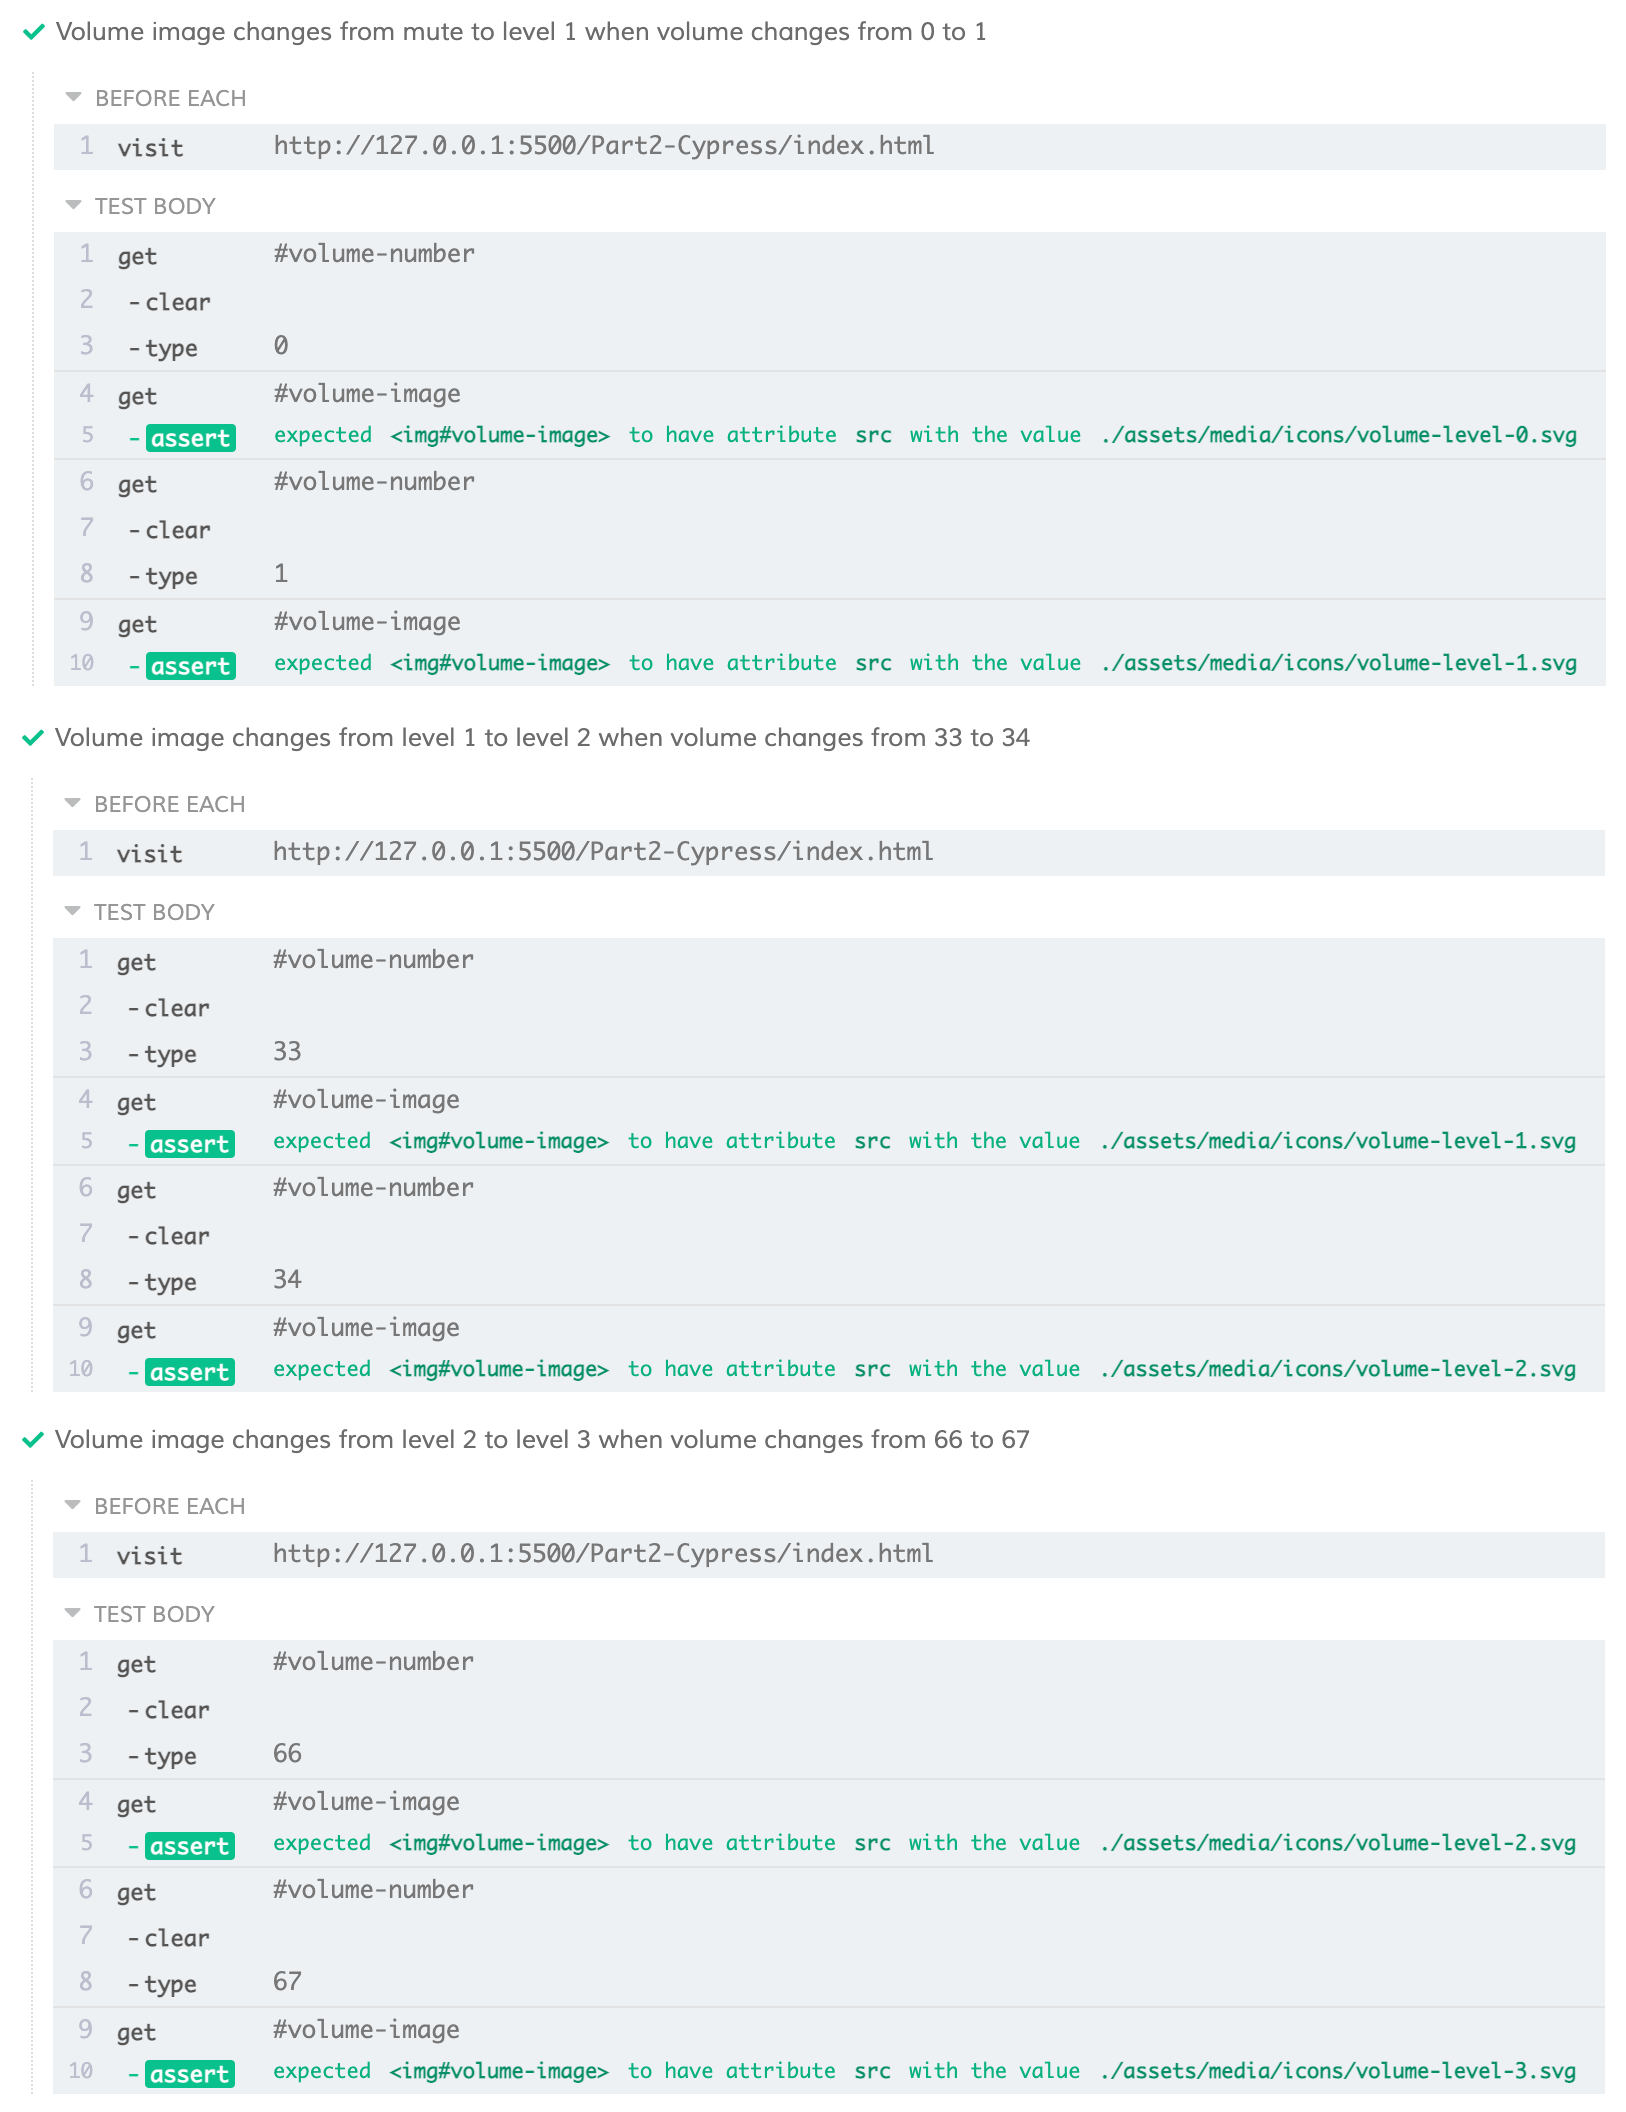 Volume image changes from mute to level 1 when volume changes from 0 to 1
BEFORE EACH
1 visit http://127.0.0.1:5500/Part2-Cypress/index.html
TEST BODY
1 get #volume-number
2 -clear
3 -type 0
4 get #volume-image
5 -assert expected <img#volume-image> to have attribute src with the value ./assets/media/icons/volume-level-0.svg
6 get #volume-number
7 -clear
8 -type 1
9 get #volume-image
10 -assert expected <img#volume-image> to have attribute src with the value ./assets/media/icons/volume-level-1.svg
Volume image changes from level 1 to level 2 when volume changes from 33 to 34
BEFORE EACH
1 visit http://127.0.0.1:5500/Part2-Cypress/index.html
TEST BODY
1 get #volume-number
2 -clear
3 -type 33
4 get #volume-image
5 -assert expected <img#volume-image> to have attribute src with the value ./assets/media/icons/volume-level-1.svg
6 get #volume-number
7 -clear
8 -type 34
9 get #volume-image
10 -assert expected <img#volume-image> to have attribute src with the value ./assets/media/icons/volume-level-2.svg
Volume image changes from level 2 to level 3 when volume changes from 66 to 67
BEFORE EACH
1 visit http://127.0.0.1:5500/Part2-Cypress/index.html
TEST BODY
1 get #volume-number
2 -clear
3 -type 66
4 get #volume-image
5 -assert expected <img#volume-image> to have attribute src with the value ./assets/media/icons/volume-level-2.svg
6 get #volume-number
7 -clear
8 -type 67
9 get #volume-image
10 -assert expected <img#volume-image> to have attribute src with the value ./assets/media/icons/volume-level-3.svg